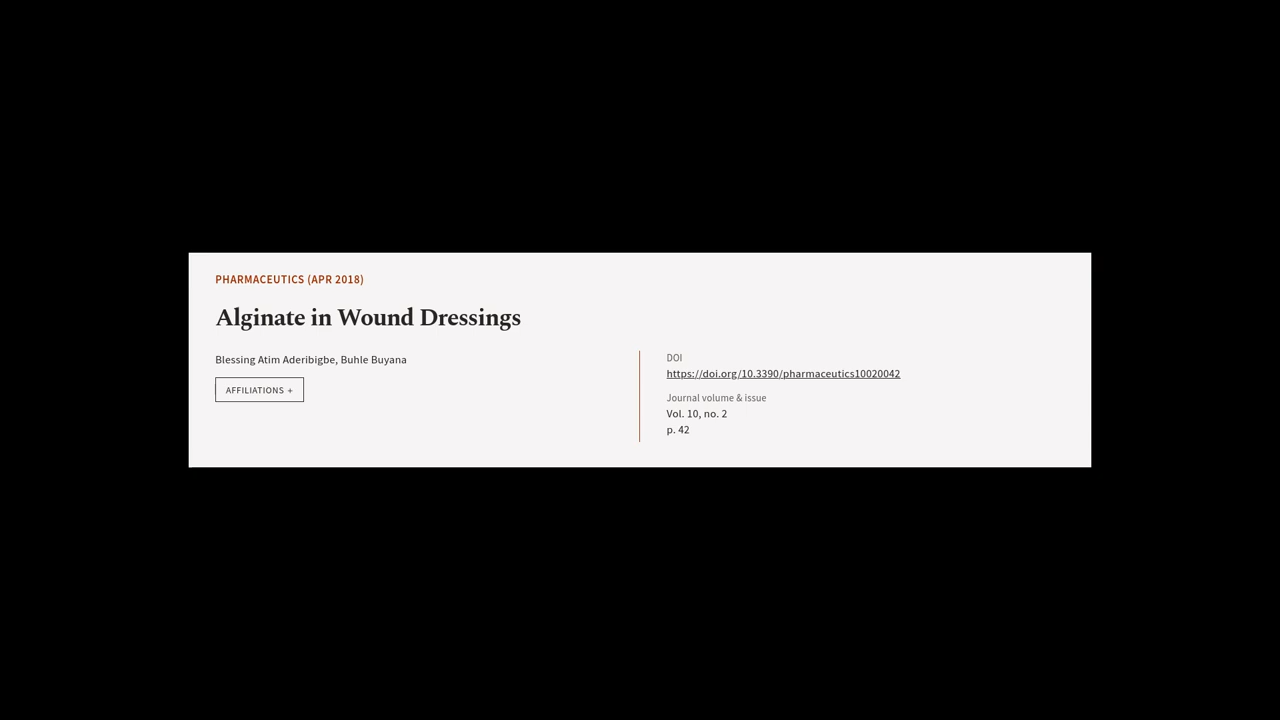 PHARMACEUTICS (APR 2018)
Alginate in Wound Dressings
Blessing Atim Aderibigbe, Buhle Buyana
AFFILIATIONS +
DOI
https://doi.org/10.3390/pharmaceutics10020042
Journal volume & issue
Vol. 10, no. 2
p. 42